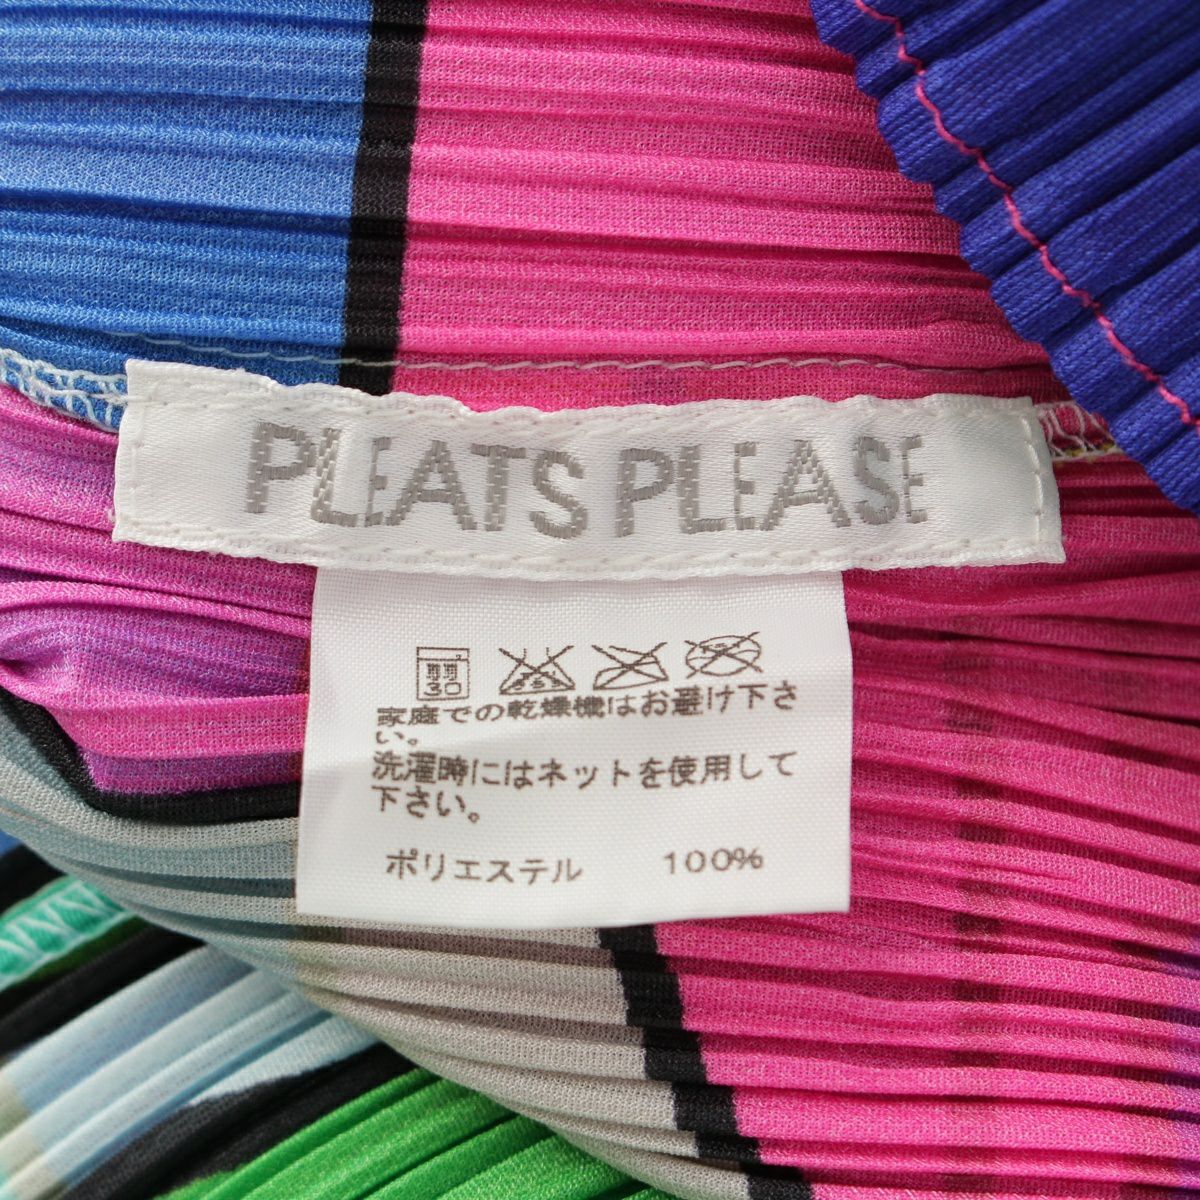 PLEATS PLEASE
30
家庭での乾燥機はお避け下さ
い。
洗濯時にはネットを使用して
下さい。
ポリエステル 100%